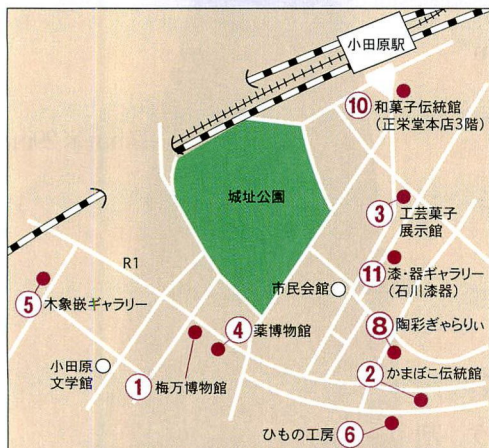 小田原駅
⑩ 和菓子伝統館
(正栄堂本店3階)
城址公園
③ 工芸菓子
展示館
R1
市民会館
⑪ 漆・器ギャラリー
(石川漆器)
⑤ 木象嵌ギャラリー
④ 薬博物館
⑧ 陶彩ぎゃらりい
小田原
文学館
① 梅万博物館
② かまぼこ伝統館
ひもの工房 ⑥